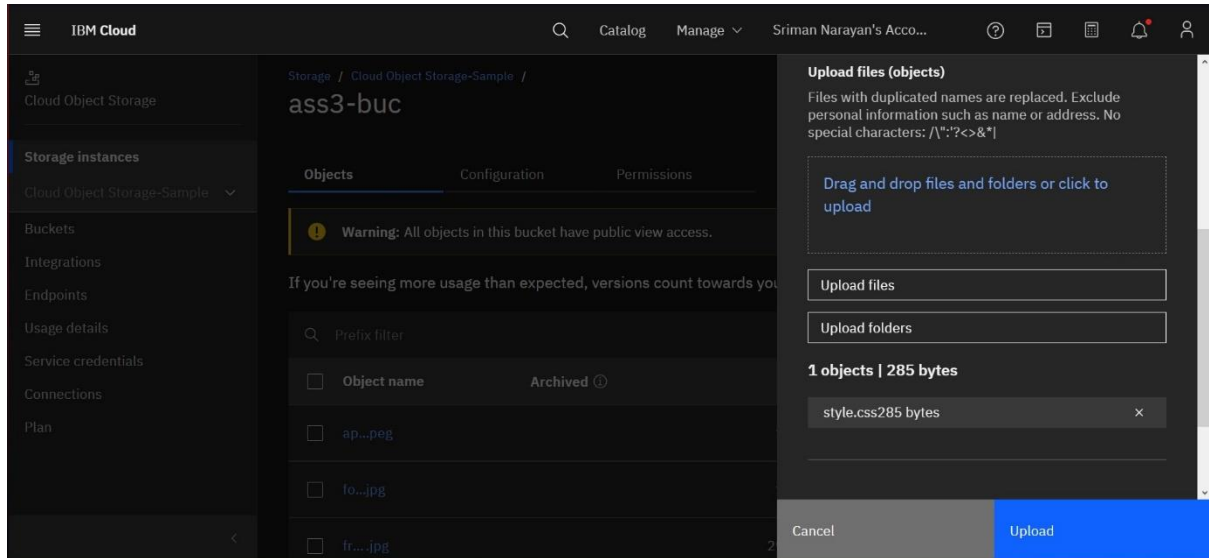 IBM Cloud
Catalog
Manage
Sriman Narayan's Acco...
Cloud Object Storage
Storage instances
Cloud Object Storage-Sample
Buckets
Integrations
Endpoints
Usage details
Service credentials
Connections
Plan
Storage / Cloud Object Storage-Sample /
ass3-buc
Objects
Configuration
Permissions
Warning: All objects in this bucket have public view access.
If you're seeing more usage than expected, versions count towards you
Prefix filter
Object name
Archived
ap...peg
fo...jpg
fr....jpg
2
Upload files (objects)
Files with duplicated names are replaced. Exclude
personal information such as name or address. No
special characters: /\":'?<>&*|
Drag and drop files and folders or click to
upload
Upload files
Upload folders
1 objects | 285 bytes
style.css285 bytes
Cancel
Upload